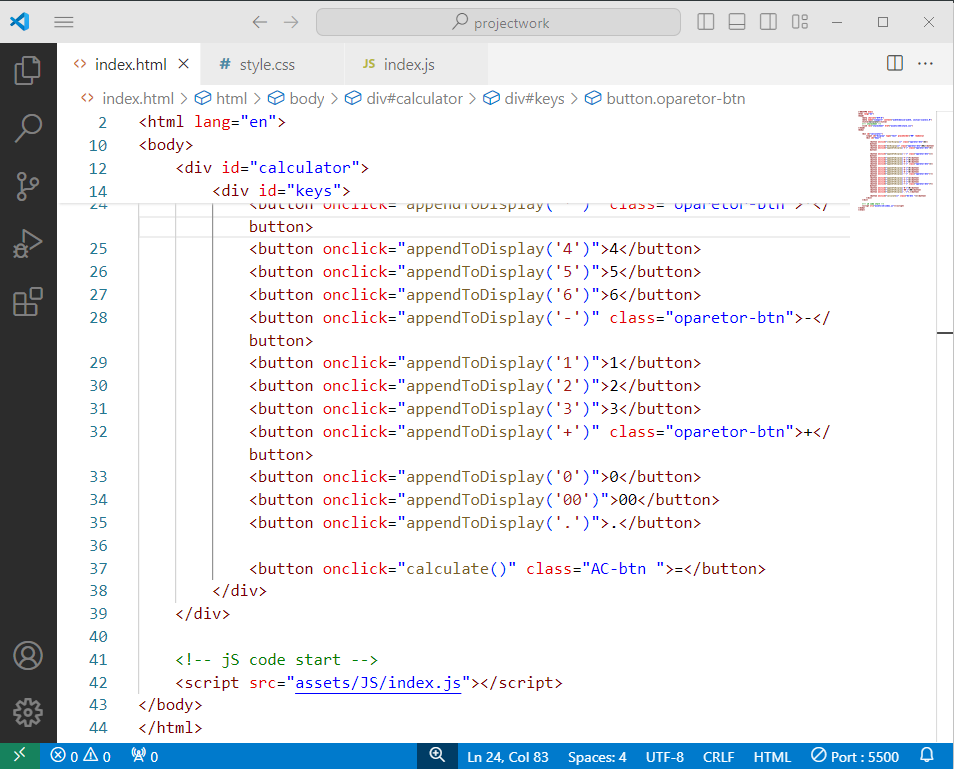 projectwork
index.html
# style.css
JS index.js
index.html > html > body > div#calculator > div#keys > button.oparetor-btn
2 <html lang="en">
10 <body>
12 <div id="calculator">
14 <div id="keys">
24 <button onclick="appendToDisplay(' ')" class="oparetor-btn"> </
button>
25 <button onclick="appendToDisplay('4')">4</button>
26 <button onclick="appendToDisplay('5')">5</button>
27 <button onclick="appendToDisplay('6')">6</button>
28 <button onclick="appendToDisplay('-')" class="oparetor-btn">-</
button>
29 <button onclick="appendToDisplay('1')">1</button>
30 <button onclick="appendToDisplay('2')">2</button>
31 <button onclick="appendToDisplay('3')">3</button>
32 <button onclick="appendToDisplay('+')" class="oparetor-btn">+</
button>
33 <button onclick="appendToDisplay('0')">0</button>
34 <button onclick="appendToDisplay('00')">00</button>
35 <button onclick="appendToDisplay('.')">.</button>
36
37 <button onclick="calculate()" class="AC-btn ">=</button>
38 </div>
39 </div>
40
41 <!-- jS code start -->
42 <script src="assets/JS/index.js"></script>
43 </body>
44 </html>
0 0 0 Ln 24, Col 83 Spaces: 4 UTF-8 CRLF HTML Port : 5500